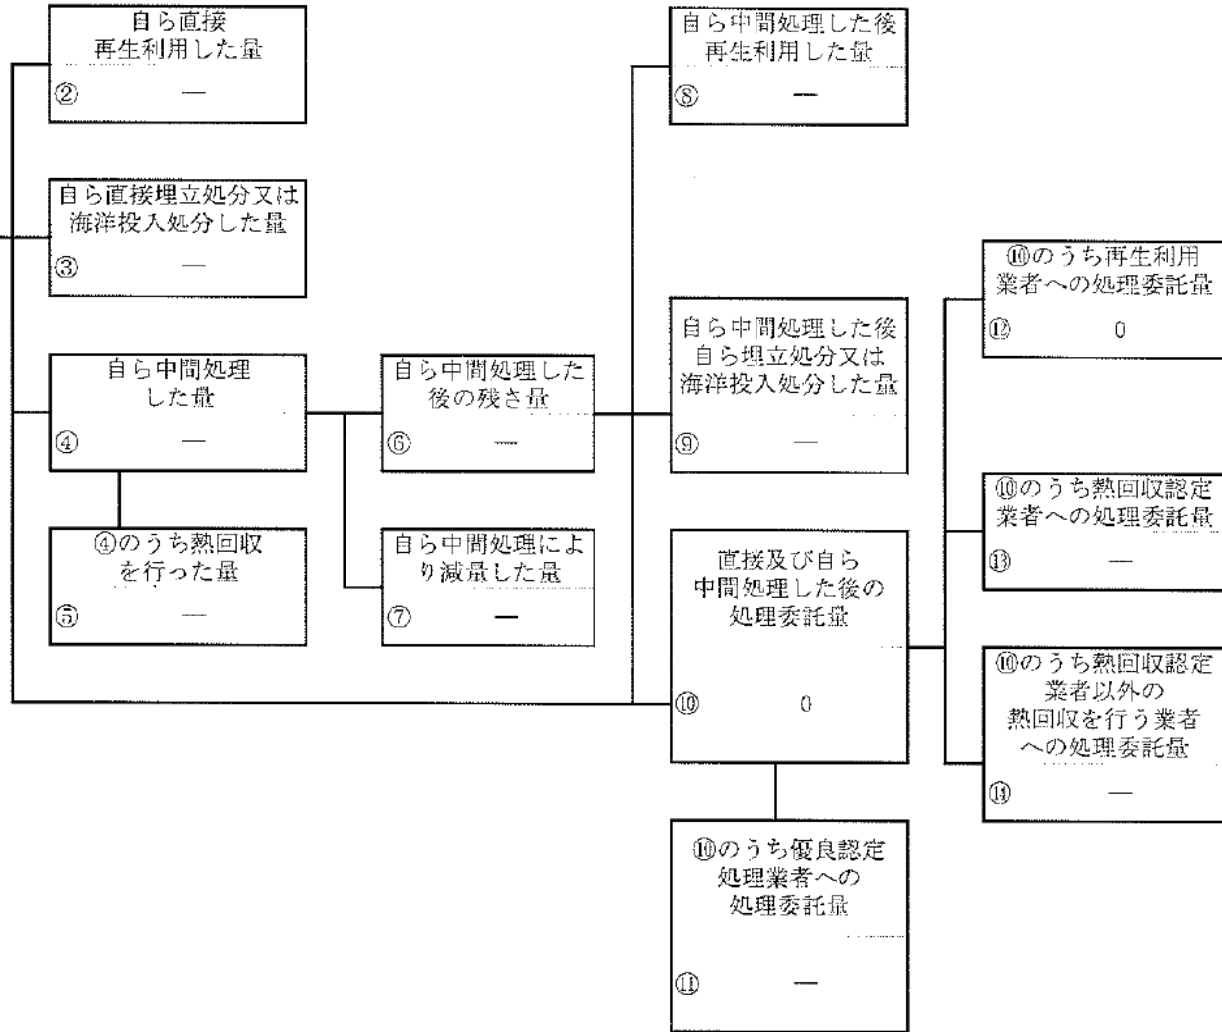 自ら直接
再生利用した量
② —
自ら直接埋立処分又は
海洋投入処分した量
③ —
自ら中間処理
した量
④ —
④のうち熱回収
を行った量
⑤ —
自ら中間処理した
後の残さ量
⑥ —
自ら中間処理によ
り減量した量
⑦ —
自ら中間処理した後
再生利用した量
⑧ —
自ら中間処理した後
自ら埋立処分又は
海洋投入処分した量
⑨ —
直接及び自ら
中間処理した後の
処理委託量
⑩ 0
⑩のうち優良認定
処理業者への
処理委託量
⑪ —
⑩のうち再生利用
業者への処理委託量
⑫ 0
⑩のうち熱回収認定
業者への処理委託量
⑬ —
⑩のうち熱回収認定
業者以外の
熱回収を行う業者
への処理委託量
⑭ —